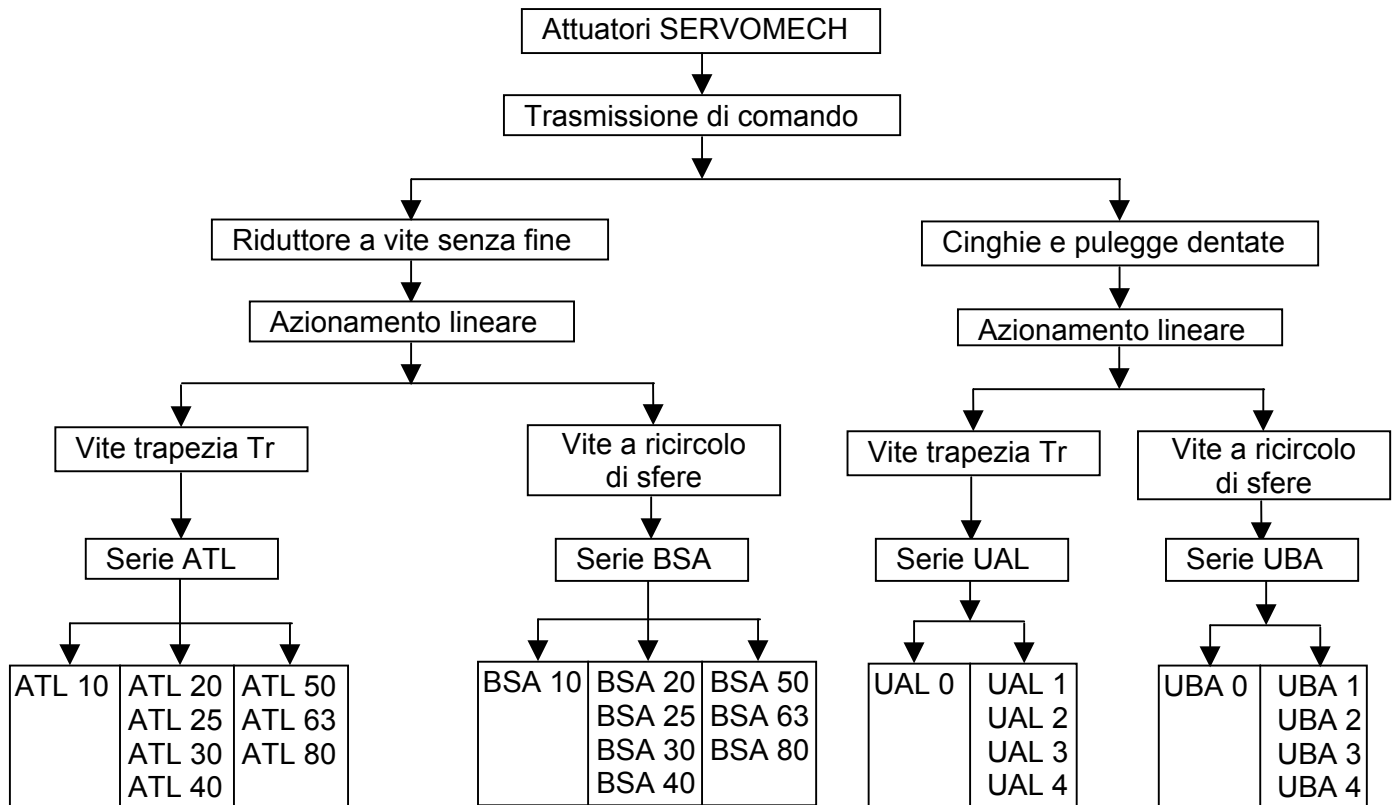 Attuatori SERVOMECH
Trasmissione di comando
Riduttore a vite senza fine
Cinghie e pulegge dentate
Azionamento lineare
Azionamento lineare
Vite trapezia Tr
Vite a ricircolo
di sfere
Vite trapezia Tr
Vite a ricircolo
di sfere
Serie ATL
Serie BSA
Serie UAL
Serie UBA
ATL 10
ATL 20
ATL 25
ATL 30
ATL 40
ATL 50
ATL 63
ATL 80
BSA 10
BSA 20
BSA 25
BSA 30
BSA 40
BSA 50
BSA 63
BSA 80
UAL 0
UAL 1
UAL 2
UAL 3
UAL 4
UBA 0
UBA 1
UBA 2
UBA 3
UBA 4